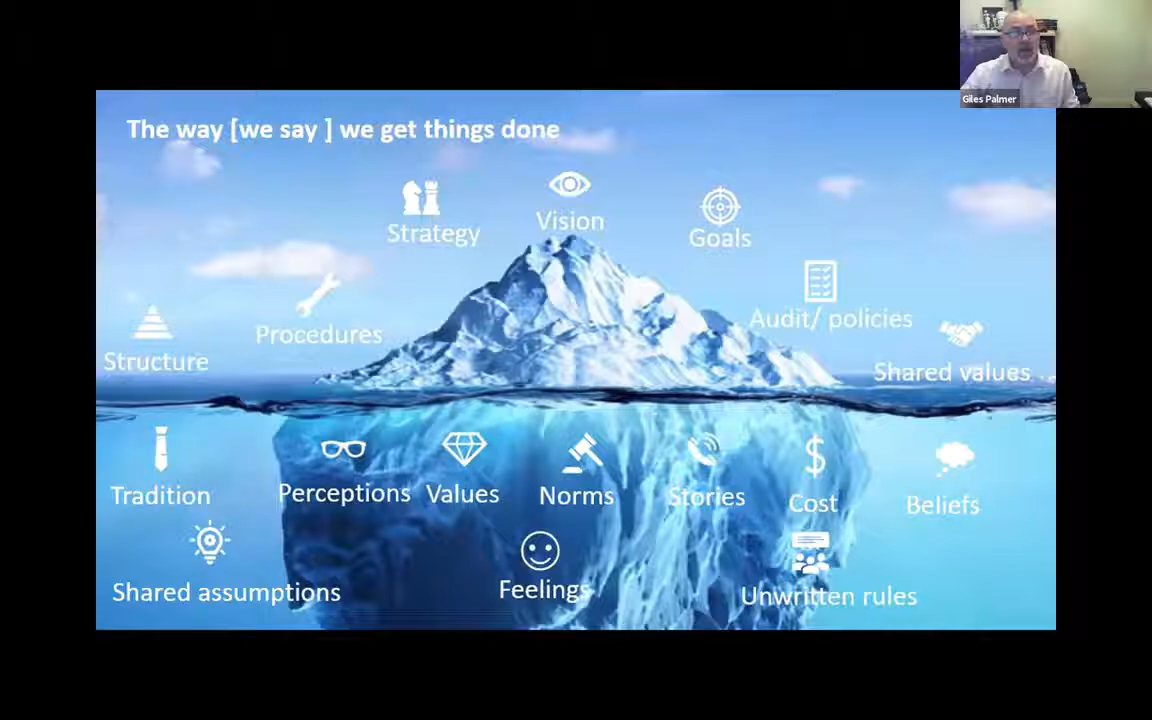 Giles Palmer
The way [we say ] we get things done
Strategy
Vision
Goals
Procedures
Audit/ policies
Structure
Shared values ...
Tradition
Perceptions
Values
Norms
Stories
Cost
$
Beliefs
Shared assumptions
Feelings
Unwritten rules